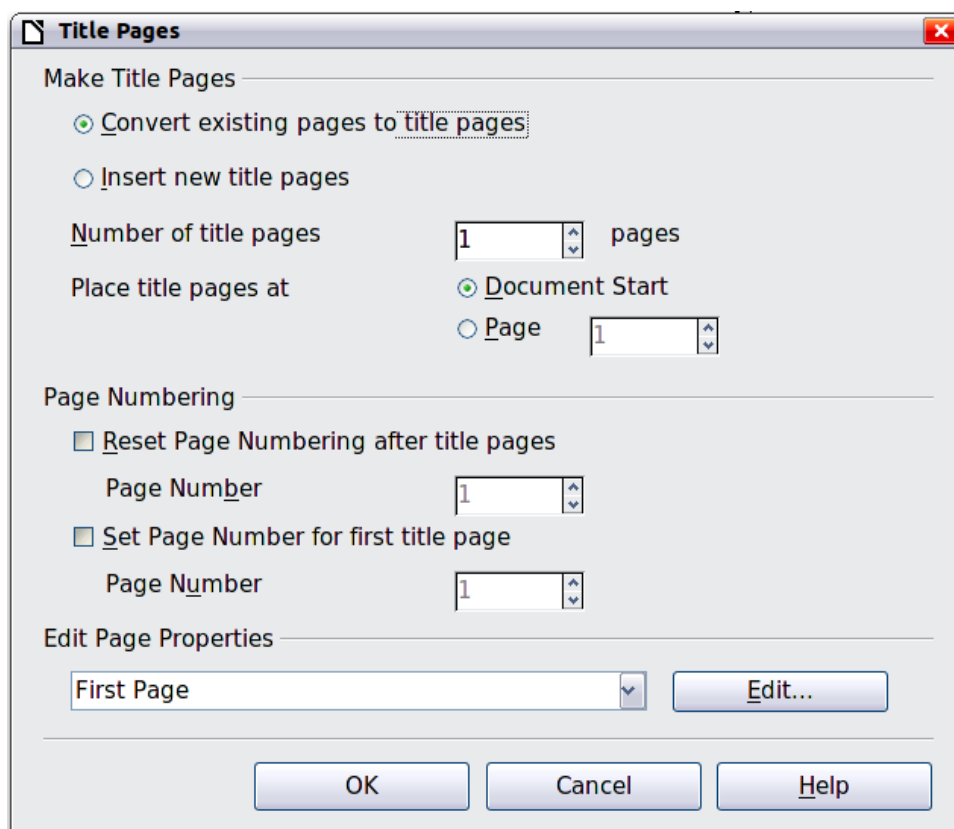 Title Pages
Make Title Pages
Convert existing pages to title pages
Insert new title pages
Number of title pages 1 pages
Place title pages at Document Start
Page 1
Page Numbering
Reset Page Numbering after title pages
Page Number 1
Set Page Number for first title page
Page Number 1
Edit Page Properties
First Page Edit...
OK Cancel Help